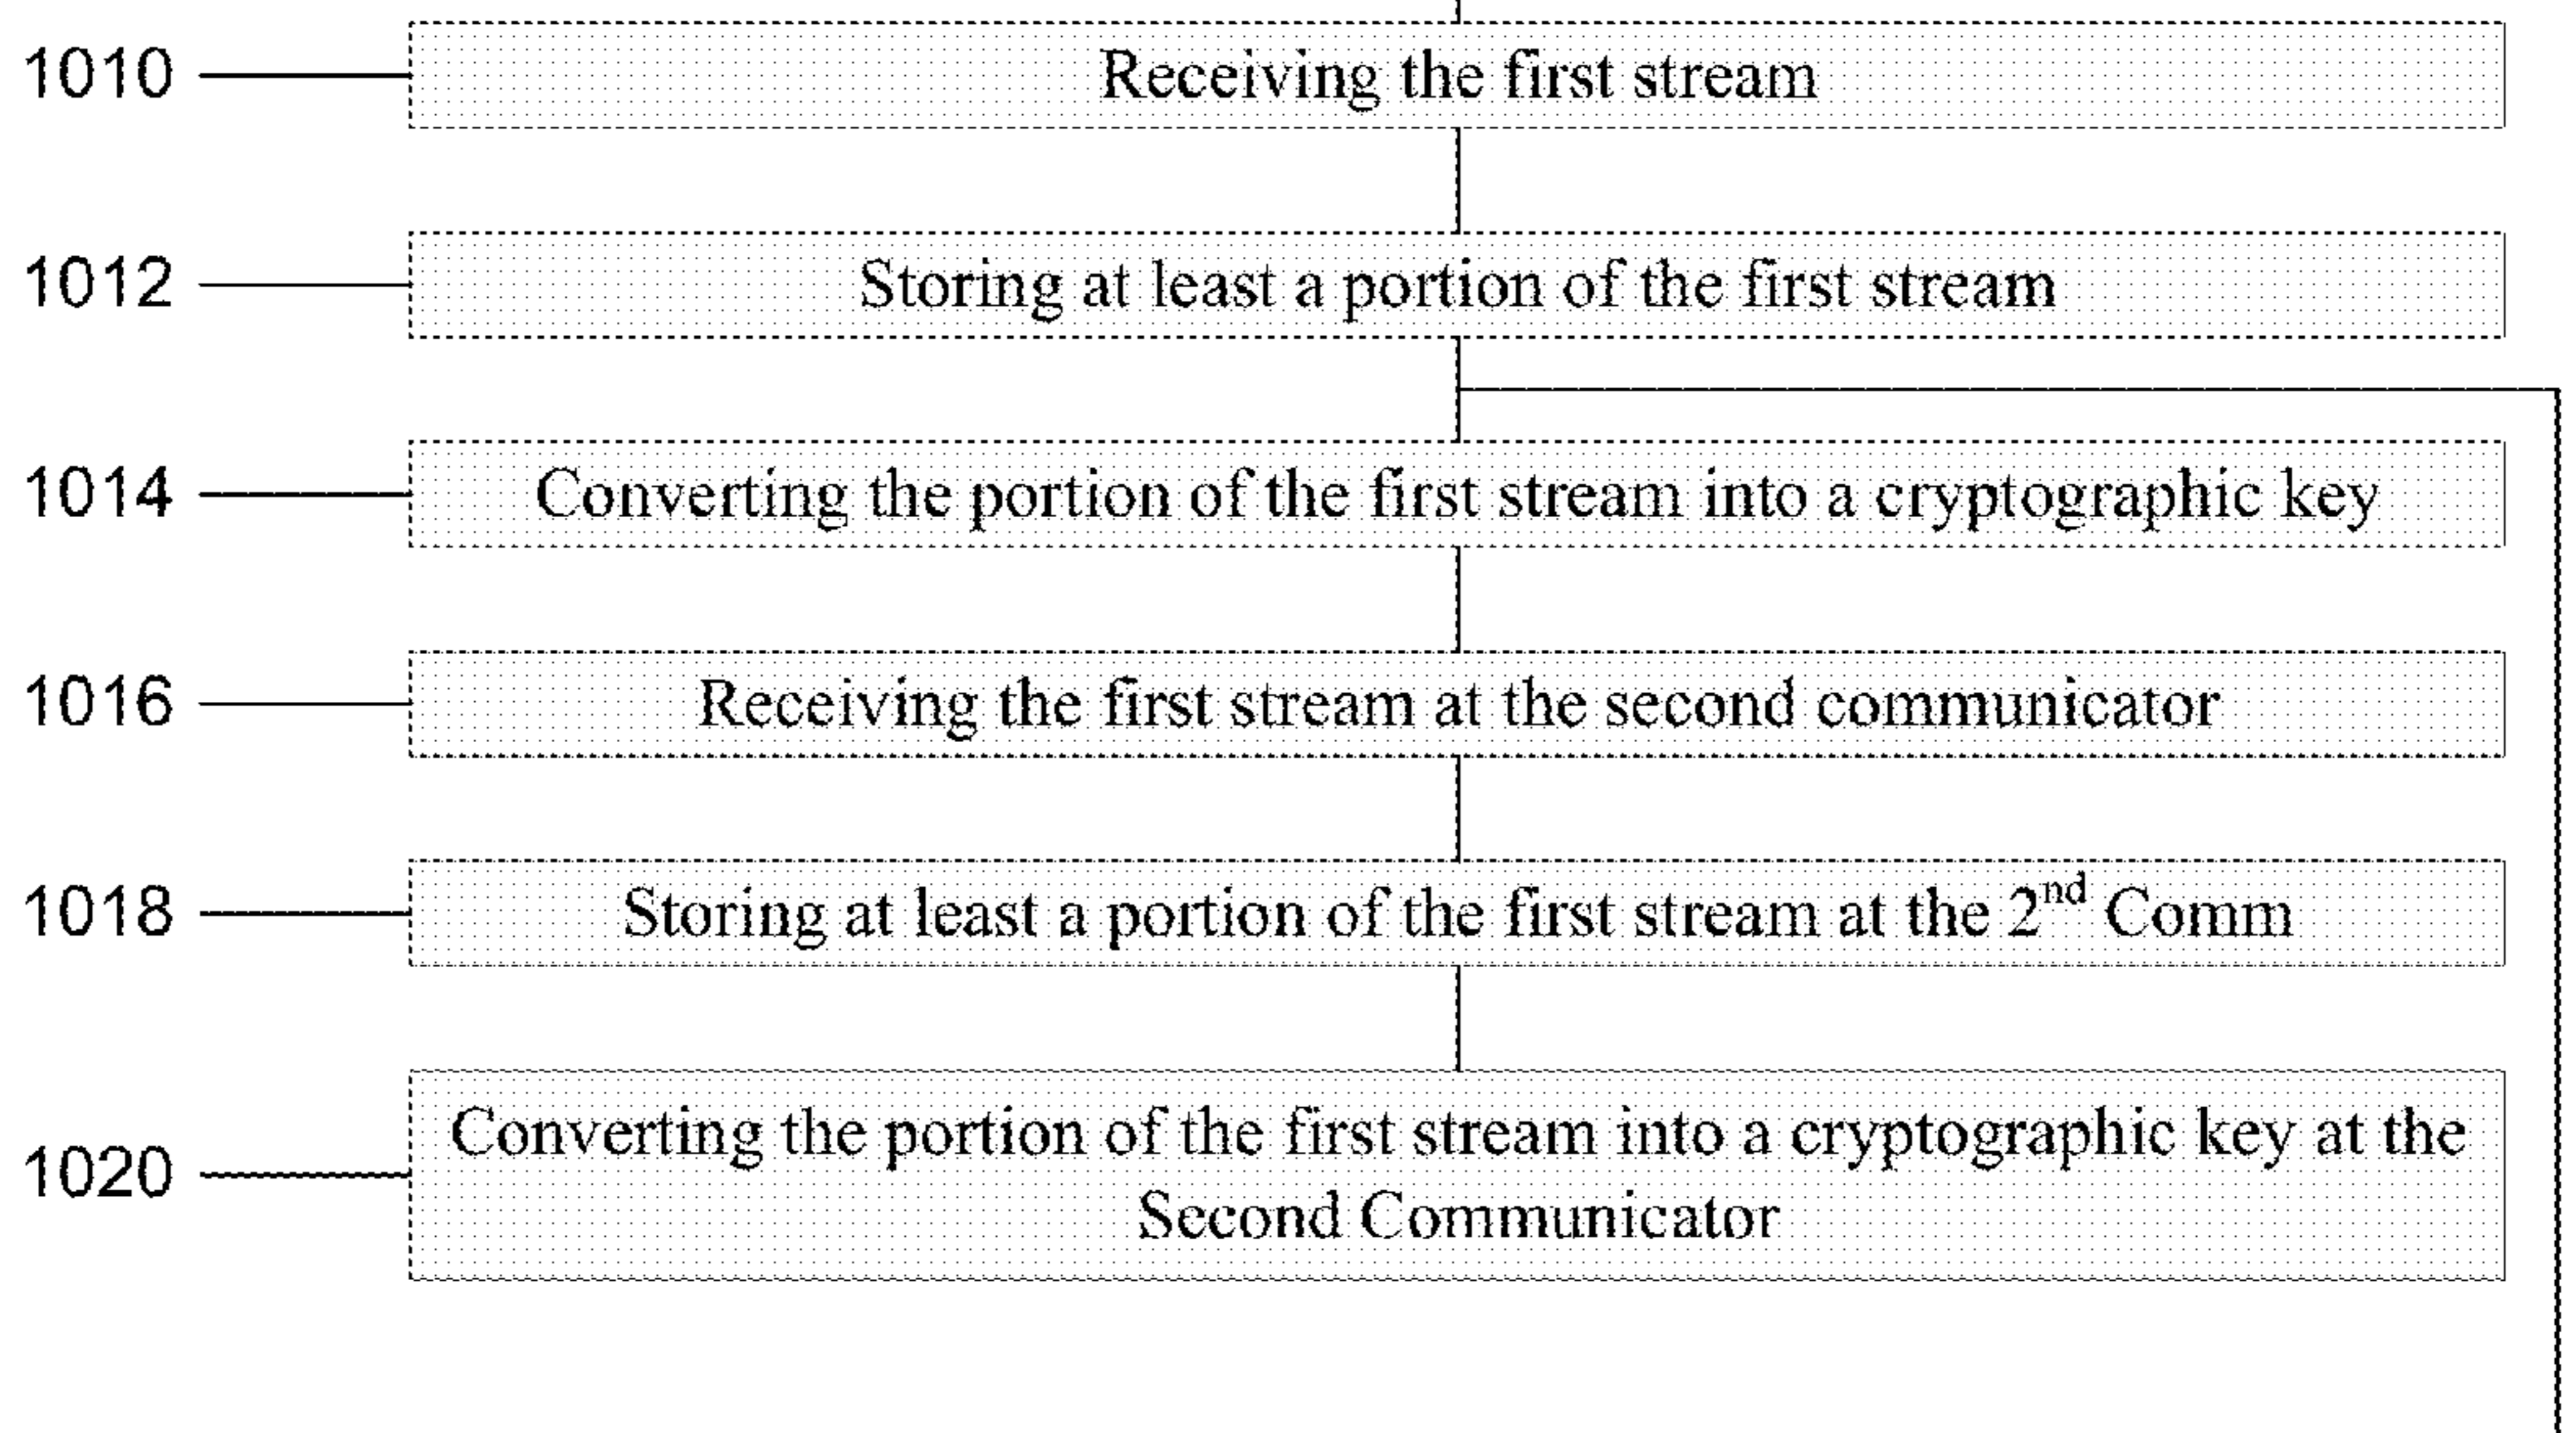 1010 Receiving the first stream
1012 Storing at least a portion of the first stream
1014 Converting the portion of the first stream into a cryptographic key
1016 Receiving the first stream at the second communicator
1018 Storing at least a portion of the first stream at the 2nd Comm
1020 Converting the portion of the first stream into a cryptographic key at the
Second Communicator